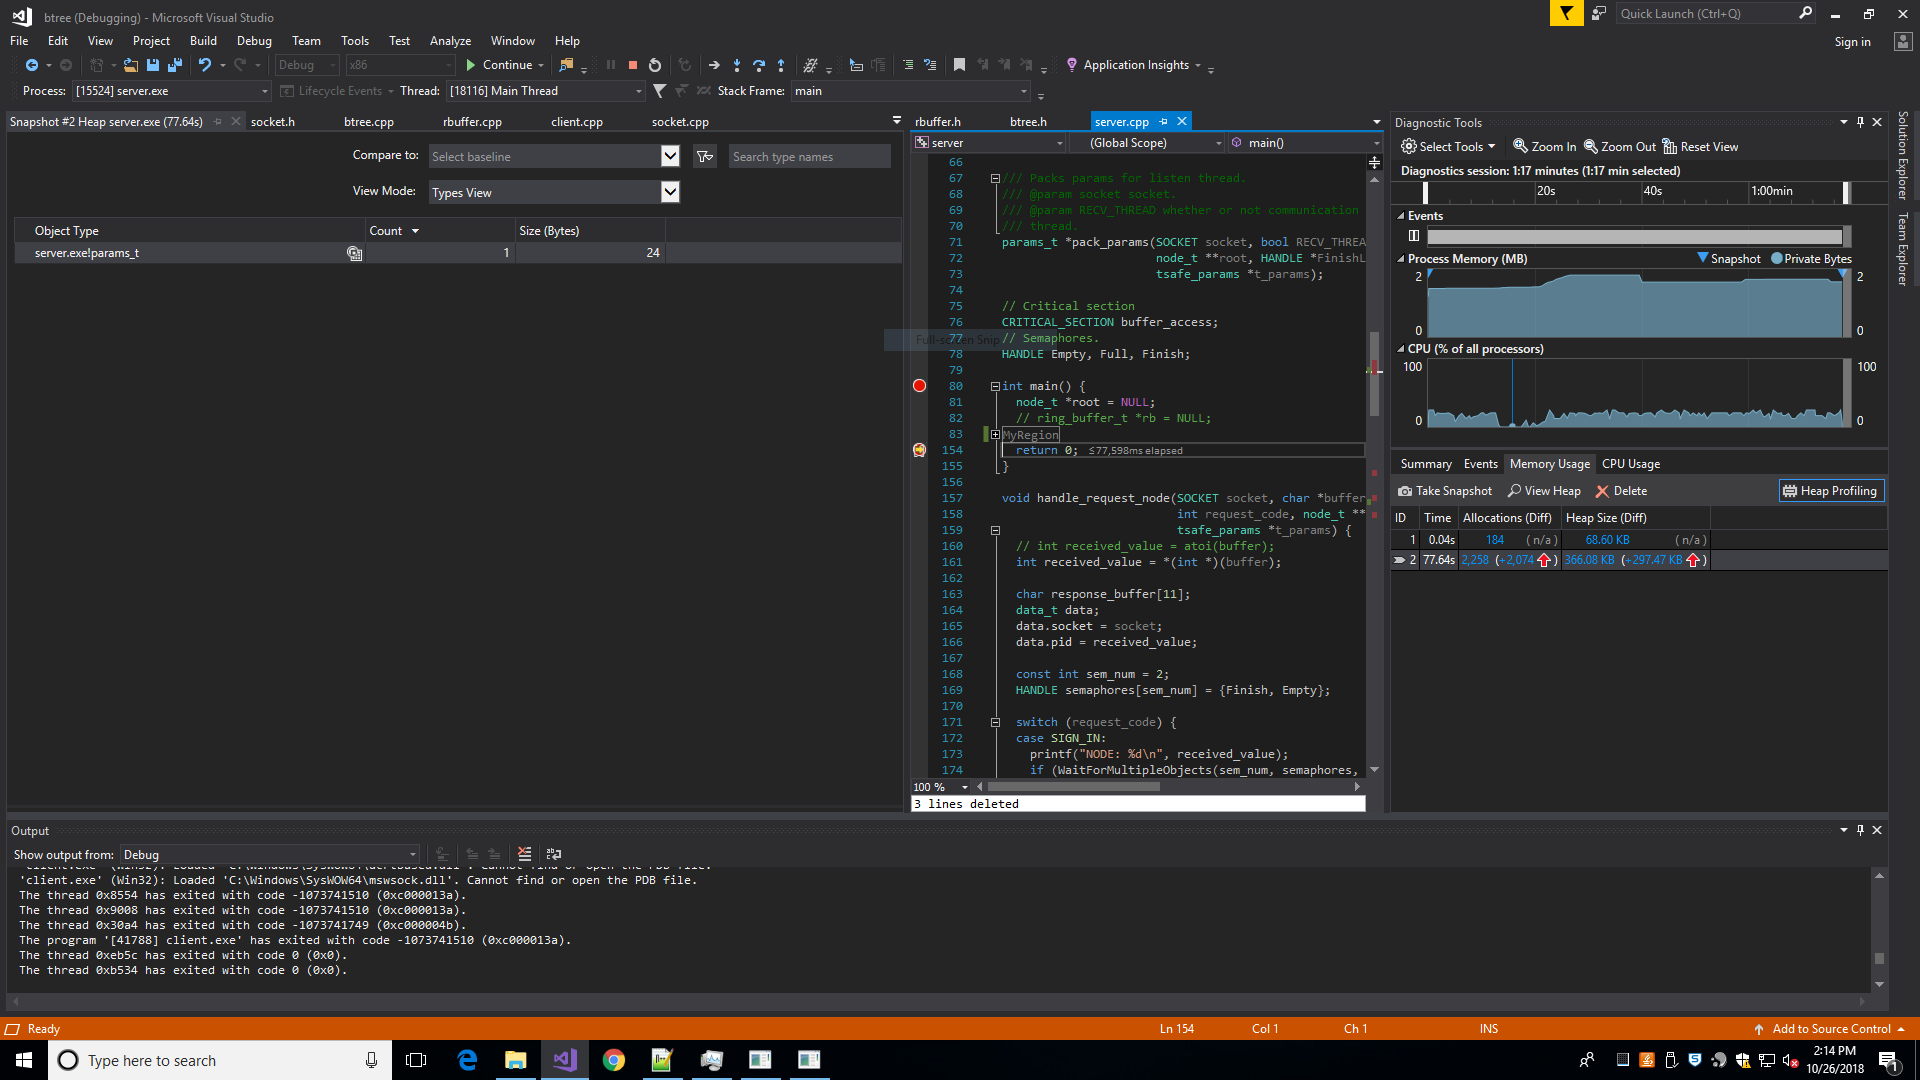 btree (Debugging) - Microsoft Visual Studio
Quick Launch (Ctrl+Q)
File Edit View Project Build Debug Team Tools Test Analyze Window Help
Sign in
Debug x86 Continue Application Insights
Process: [15524] server.exe Lifecycle Events Thread: [18116] Main Thread Stack Frame: main
Snapshot #2 Heap server.exe (77.64s) socket.h btree.cpp rbuffer.cpp client.cpp socket.cpp
Compare to: Select baseline Search type names
View Mode: Types View
Object Type Count Size (Bytes)
server.exe!params_t 1 24
rbuffer.h btree.h server.cpp
server (Global Scope) main()
66
67 /// Packs params for listen thread.
68 /// @param socket socket.
69 /// @param RECV_THREAD whether or not communication
70 /// thread.
71 params_t *pack_params(SOCKET socket, bool RECV_THREA
72 node_t **root, HANDLE *FinishL
73 tsafe_params *t_params);
74
75 // Critical section
76 CRITICAL_SECTION buffer_access;
77 // Semaphores.
Full-screen Snip
78 HANDLE Empty, Full, Finish;
79
80 int main() {
81 node_t *root = NULL;
82 // ring_buffer_t *rb = NULL;
83 MyRegion
154 return 0; ≤77,598ms elapsed
155 }
156
157 void handle_request_node(SOCKET socket, char *buffer
158 int request_code, node_t **
159 tsafe_params *t_params) {
160 // int received_value = atoi(buffer);
161 int received_value = *(int *)(buffer);
162
163 char response_buffer[11];
164 data_t data;
165 data.socket = socket;
166 data.pid = received_value;
167
168 const int sem_num = 2;
169 HANDLE semaphores[sem_num] = {Finish, Empty};
170
171 switch (request_code) {
172 case SIGN_IN:
173 printf("NODE: %d\n", received_value);
174 if (WaitForMultipleObjects(sem_num, semaphores,
100 %
3 lines deleted
Diagnostic Tools
Select Tools Zoom In Zoom Out Reset View
Diagnostics session: 1:17 minutes (1:17 min selected)
20s 40s 1:00min
Events
Process Memory (MB) Snapshot Private Bytes
2 2
0 0
CPU (% of all processors)
100 100
0 0
Summary Events Memory Usage CPU Usage
Take Snapshot View Heap Delete Heap Profiling
ID Time Allocations (Diff) Heap Size (Diff)
1 0.04s 184 (n/a) 68.60 KB (n/a)
2 77.64s 2,258 (+2,074 ) 366.08 KB (+297.47 KB )
Solution Explorer
Team Explorer
Output
Show output from: Debug
'client.exe' (Win32): Loaded 'C:\Windows\SysWOW64\ucrtbased.dll'. Cannot find or open the PDB file.
'client.exe' (Win32): Loaded 'C:\Windows\SysWOW64\mswsock.dll'. Cannot find or open the PDB file.
The thread 0x8554 has exited with code -1073741510 (0xc000013a).
The thread 0x9008 has exited with code -1073741510 (0xc000013a).
The thread 0x30a4 has exited with code -1073741749 (0xc000004b).
The program '[41788] client.exe' has exited with code -1073741510 (0xc000013a).
The thread 0xeb5c has exited with code 0 (0x0).
The thread 0xb534 has exited with code 0 (0x0).
Ready Ln 154 Col 1 Ch 1 INS Add to Source Control
Type here to search
2:14 PM
10/26/2018
1